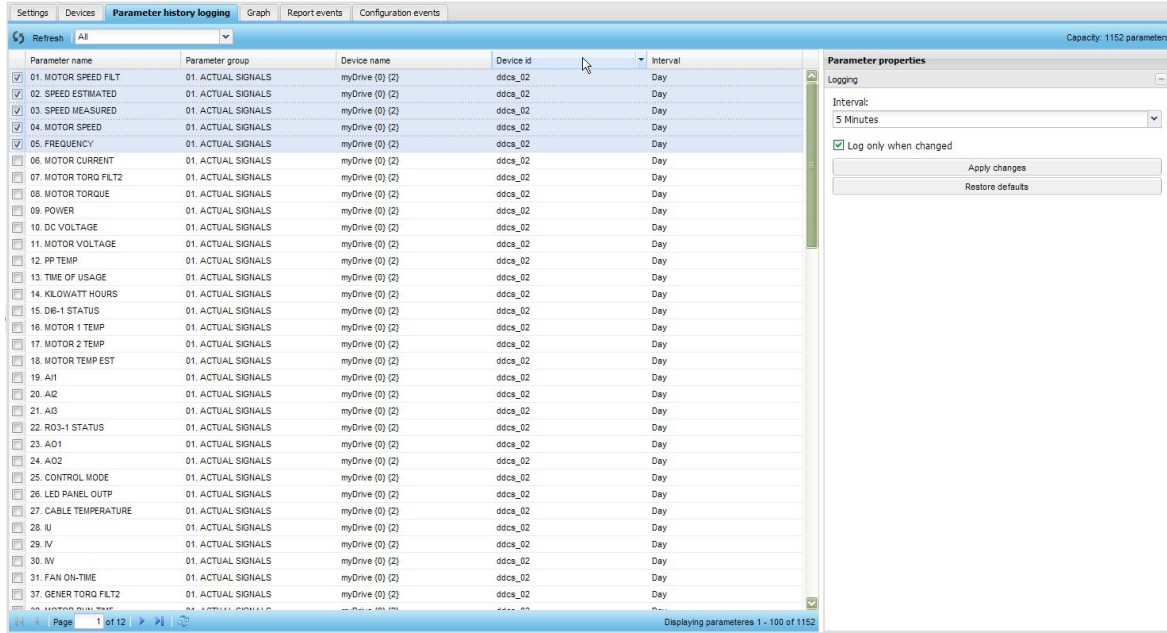 Settings Devices Parameter history logging Graph Report events Configuration events
Refresh All Capacity: 1152 parameters
Parameter name Parameter group Device name Device id Interval Parameter properties
01. MOTOR SPEED FILT 01. ACTUAL SIGNALS myDrive {0} {2} ddcs_02 Day Logging
02. SPEED ESTIMATED 01. ACTUAL SIGNALS myDrive {0} {2} ddcs_02 Day Interval:
03. SPEED MEASURED 01. ACTUAL SIGNALS myDrive {0} {2} ddcs_02 Day 5 Minutes
04. MOTOR SPEED 01. ACTUAL SIGNALS myDrive {0} {2} ddcs_02 Day
05. FREQUENCY 01. ACTUAL SIGNALS myDrive {0} {2} ddcs_02 Day Log only when changed
06. MOTOR CURRENT 01. ACTUAL SIGNALS myDrive {0} {2} ddcs_02 Day Apply changes
07. MOTOR TORQ FILT2 01. ACTUAL SIGNALS myDrive {0} {2} ddcs_02 Day Restore defaults
08. MOTOR TORQUE 01. ACTUAL SIGNALS myDrive {0} {2} ddcs_02 Day
09. POWER 01. ACTUAL SIGNALS myDrive {0} {2} ddcs_02 Day
10. DC VOLTAGE 01. ACTUAL SIGNALS myDrive {0} {2} ddcs_02 Day
11. MOTOR VOLTAGE 01. ACTUAL SIGNALS myDrive {0} {2} ddcs_02 Day
12. PP TEMP 01. ACTUAL SIGNALS myDrive {0} {2} ddcs_02 Day
13. TIME OF USAGE 01. ACTUAL SIGNALS myDrive {0} {2} ddcs_02 Day
14. KILOWATT HOURS 01. ACTUAL SIGNALS myDrive {0} {2} ddcs_02 Day
15. DI6-1 STATUS 01. ACTUAL SIGNALS myDrive {0} {2} ddcs_02 Day
16. MOTOR 1 TEMP 01. ACTUAL SIGNALS myDrive {0} {2} ddcs_02 Day
17. MOTOR 2 TEMP 01. ACTUAL SIGNALS myDrive {0} {2} ddcs_02 Day
18. MOTOR TEMP EST 01. ACTUAL SIGNALS myDrive {0} {2} ddcs_02 Day
19. AI1 01. ACTUAL SIGNALS myDrive {0} {2} ddcs_02 Day
20. AI2 01. ACTUAL SIGNALS myDrive {0} {2} ddcs_02 Day
21. AI3 01. ACTUAL SIGNALS myDrive {0} {2} ddcs_02 Day
22. RO3-1 STATUS 01. ACTUAL SIGNALS myDrive {0} {2} ddcs_02 Day
23. AO1 01. ACTUAL SIGNALS myDrive {0} {2} ddcs_02 Day
24. AO2 01. ACTUAL SIGNALS myDrive {0} {2} ddcs_02 Day
25. CONTROL MODE 01. ACTUAL SIGNALS myDrive {0} {2} ddcs_02 Day
26. LED PANEL OUTP 01. ACTUAL SIGNALS myDrive {0} {2} ddcs_02 Day
27. CABLE TEMPERATURE 01. ACTUAL SIGNALS myDrive {0} {2} ddcs_02 Day
28. IU 01. ACTUAL SIGNALS myDrive {0} {2} ddcs_02 Day
29. IV 01. ACTUAL SIGNALS myDrive {0} {2} ddcs_02 Day
30. IW 01. ACTUAL SIGNALS myDrive {0} {2} ddcs_02 Day
31. FAN ON-TIME 01. ACTUAL SIGNALS myDrive {0} {2} ddcs_02 Day
37. GENER TORQ FILT2 01. ACTUAL SIGNALS myDrive {0} {2} ddcs_02 Day
Page 1 of 12 Displaying parameteres 1 - 100 of 1152